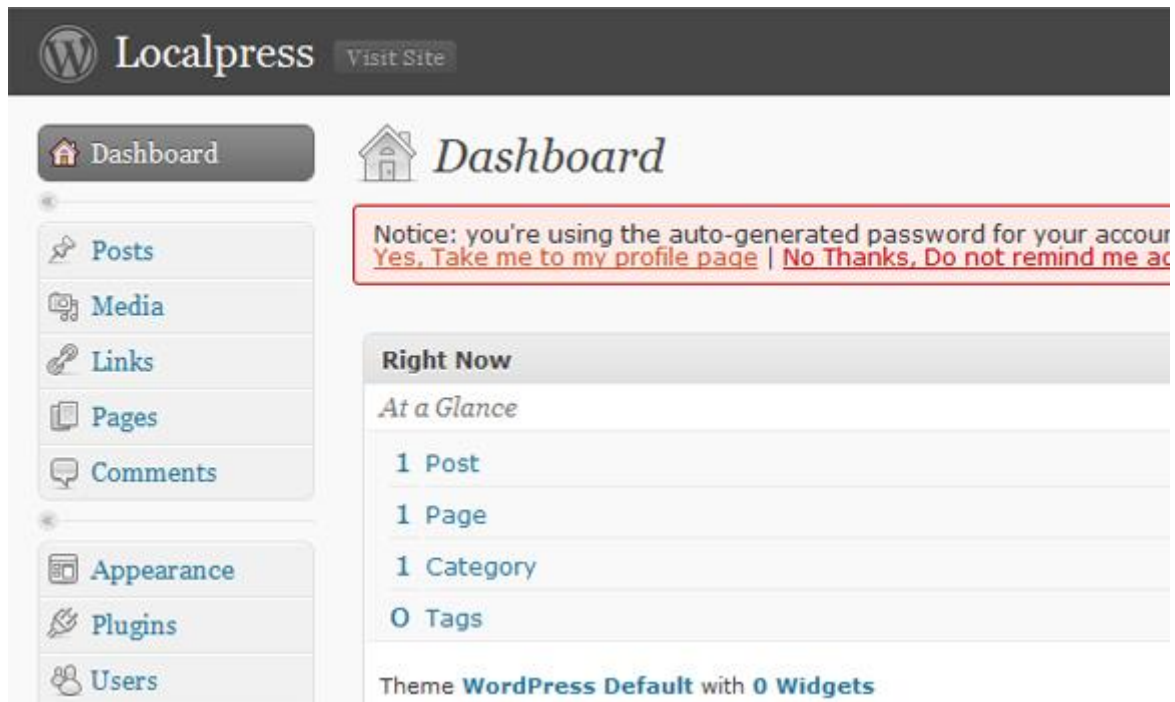 Localpress Visit Site
Dashboard
Posts
Media
Links
Pages
Comments
Appearance
Plugins
Users
Dashboard
Notice: you're using the auto-generated password for your
Yes, Take me to my profile page | No Thanks, Do not remind me
Right Now
At a Glance
1 Post
1 Page
1 Category
0 Tags
Theme WordPress Default with 0 Widgets